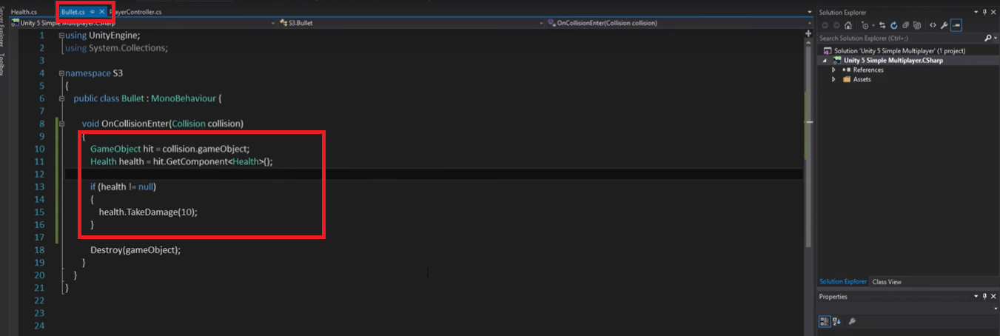 Server Explorer
Toolbox
Health.cs
Bullet.cs
PlayerController.cs
Unity 5 Simple Multiplayer.CSharp
S3.Bullet
OnCollisionEnter(Collision collision)
1 using UnityEngine;
2 using System.Collections;
3
4 namespace S3
5 {
6 public class Bullet : MonoBehaviour {
7
8 void OnCollisionEnter(Collision collision)
9 {
10 GameObject hit = collision.gameObject;
11 Health health = hit.GetComponent<Health>();
12
13 if (health != null)
14 {
15 health.TakeDamage(10);
16 }
17
18 Destroy(gameObject);
19 }
20 }
21 }
22
23
24
Solution Explorer
Search Solution Explorer (Ctrl+;)
Solution 'Unity 5 Simple Multiplayer' (1 project)
Unity 5 Simple Multiplayer.CSharp
References
Assets
Solution Explorer Class View
Properties